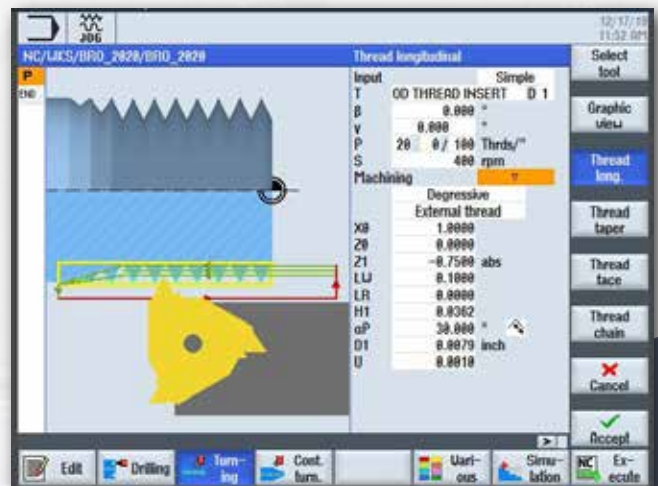 JOG
12/17/19
11:52 AM
NC/WKS/BRO_2020/BRO_2020
Thread longitudinal
Select tool
P
END
Input Simple
T OD THREAD INSERT D 1
β 0.000 °
γ 0.000 °
P 20 0/ 100 Thrds/"
S 400 rpm
Machining ▽
Degressive
External thread
X0 1.0000
Z0 0.0000
Z1 -0.7500 abs
LW 0.1000
LR 0.0000
H1 0.0362
αP 30.000 °
D1 0.0079 inch
U 0.0010
Graphic view
Thread long.
Thread taper
Thread face
Thread chain
Cancel
Accept
Edit
Drilling
Turn-
ing
Cont.
turn.
Vari-
ous
Simu-
lation
NC Ex-
ecute